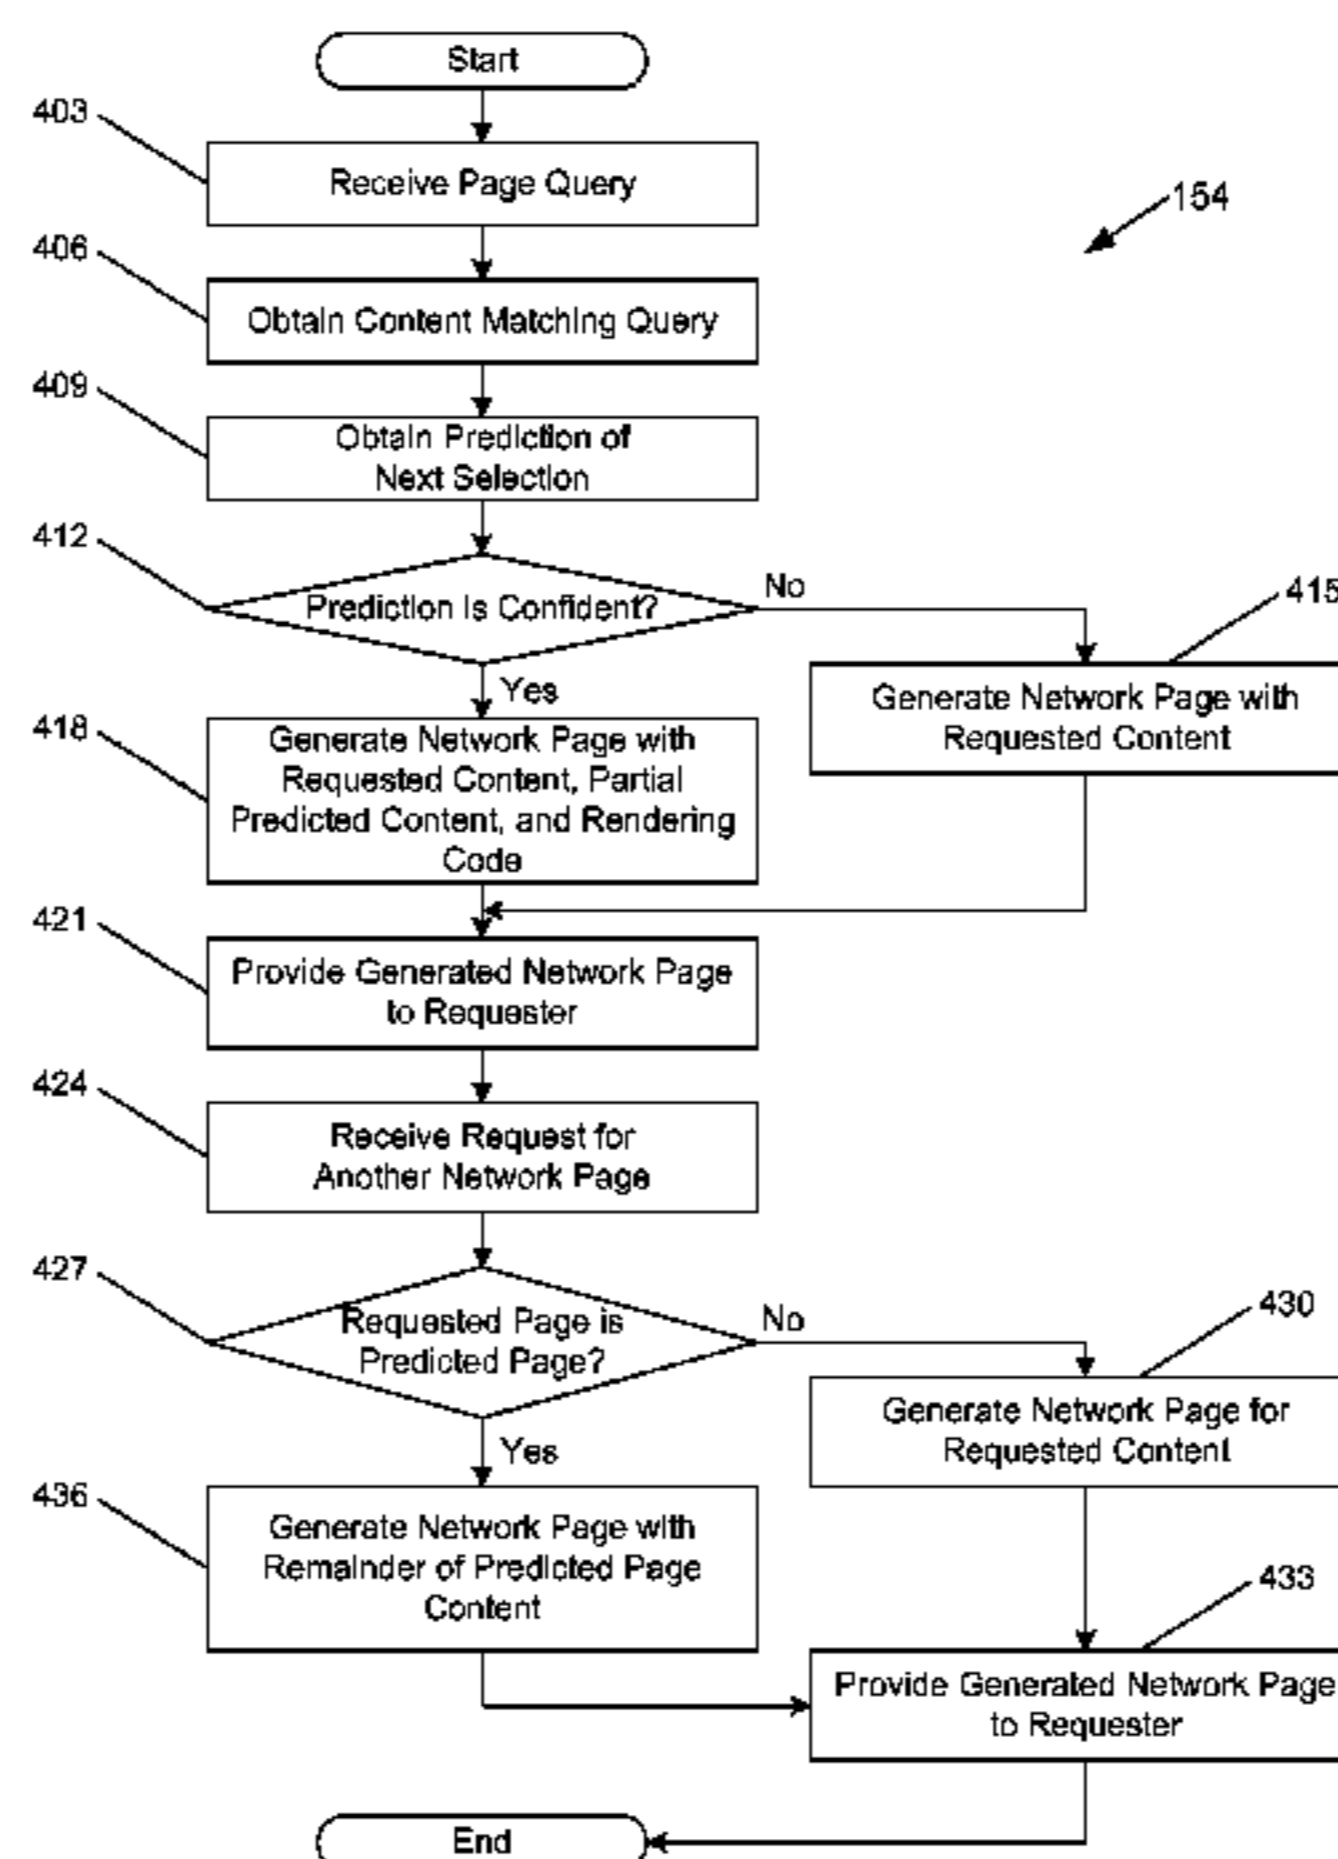 Start
403
Receive Page Query
154
406
Obtain Content Matching Query
409
Obtain Prediction of
Next Selection
412
Prediction Is Confident?
No
415
Yes
Generate Network Page with
Requested Content
418
Generate Network Page with
Requested Content, Partial
Predicted Content, and Rendering
Code
421
Provide Generated Network Page
to Requester
424
Receive Request for
Another Network Page
427
Requested Page is
Predicted Page?
No
430
Yes
Generate Network Page for
Requested Content
436
Generate Network Page with
Remainder of Predicted Page
Content
433
Provide Generated Network Page
to Requester
End